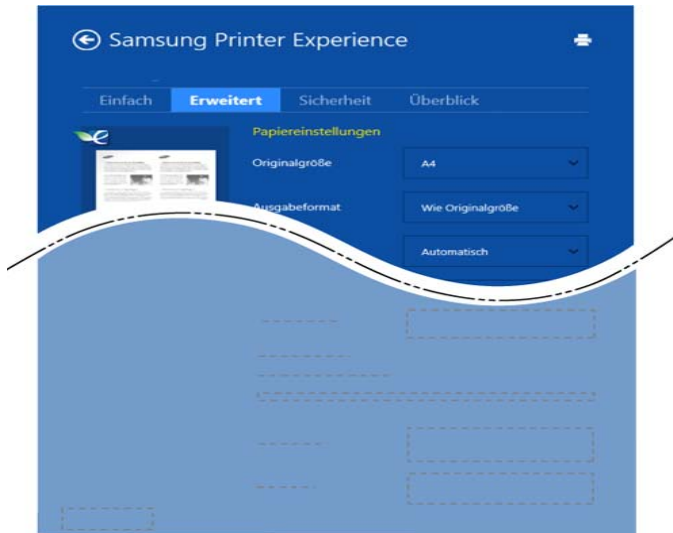 Samsung Printer Experience
Einfach Erweitert Sicherheit Überblick
Papiereinstellungen
Originalgröße A4
Ausgabeformat Wie Originalgröße
Automatisch